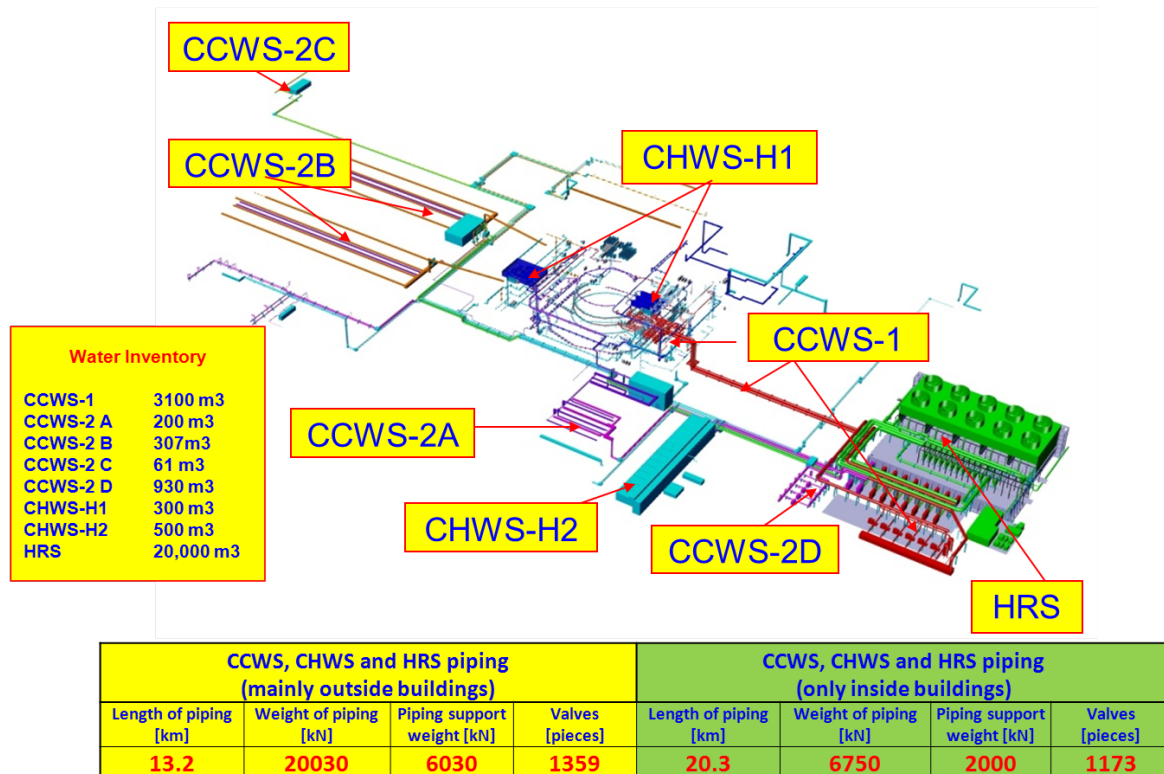 CCWS-2C
CCWS-2B
CHWS-H1
CCWS-1
CCWS-2A
CHWS-H2
CCWS-2D
HRS
Water Inventory
CCWS-1 3100 m3
CCWS-2 A 200 m3
CCWS-2 B 307m3
CCWS-2 C 61 m3
CCWS-2 D 930 m3
CHWS-H1 300 m3
CHWS-H2 500 m3
HRS 20,000 m3
CCWS, CHWS and HRS piping
(mainly outside buildings)
CCWS, CHWS and HRS piping
(only inside buildings)
Length of piping
[km]
Weight of piping
[kN]
Piping support
weight [kN]
Valves
[pieces]
Length of piping
[km]
Weight of piping
[kN]
Piping support
weight [kN]
Valves
[pieces]
13.2 20030 6030 1359 20.3 6750 2000 1173